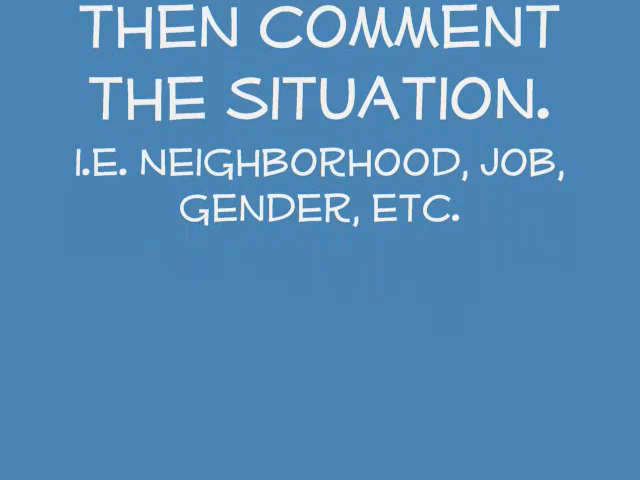 THEN COMMENT
THE SITUATION.
I.E. NEIGHBORHOOD, JOB,
GENDER, ETC.